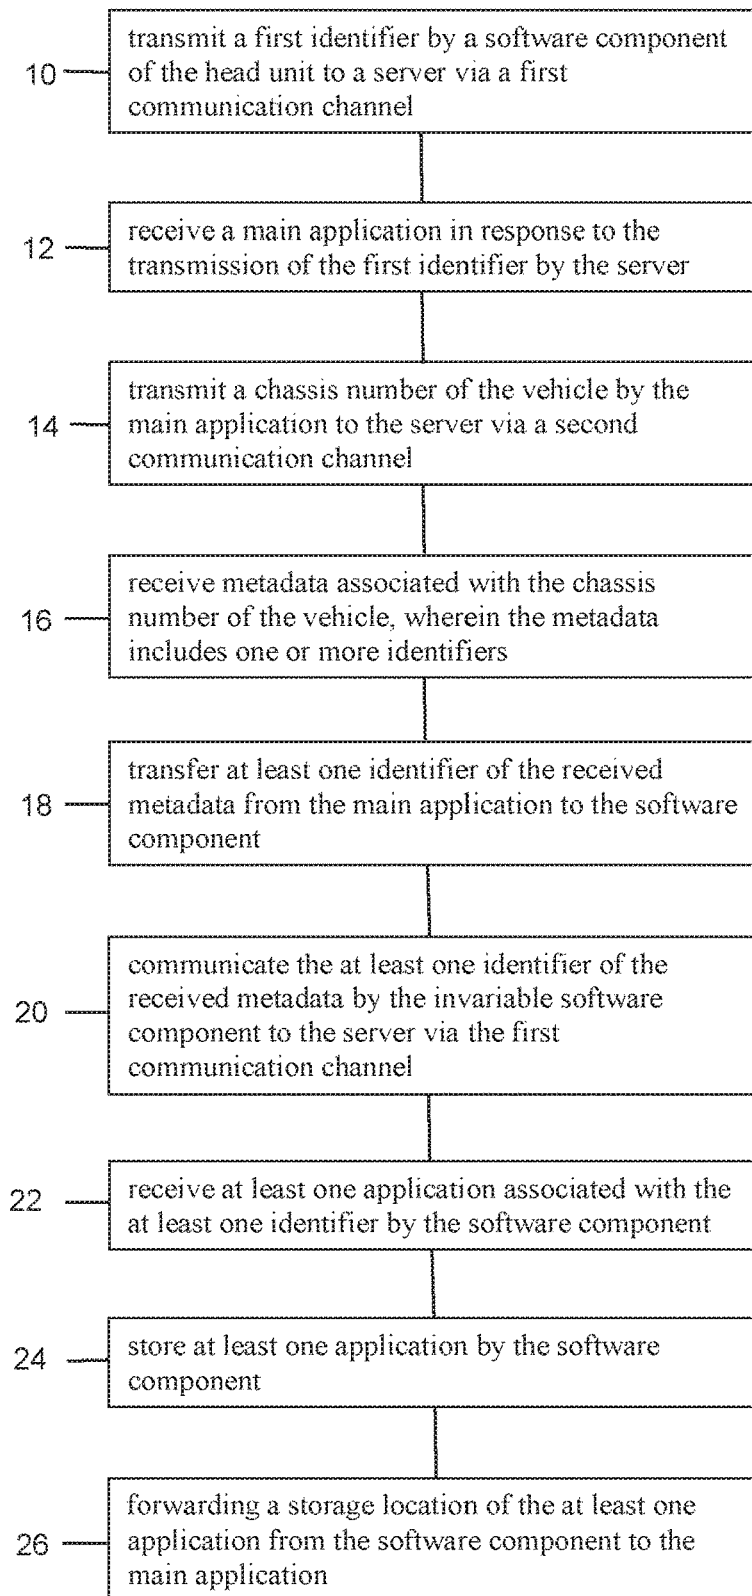 10
transmit a first identifier by a software component
of the head unit to a server via a first
communication channel
12
receive a main application in response to the
transmission of the first identifier by the server
14
transmit a chassis number of the vehicle by the
main application to the server via a second
communication channel
16
receive metadata associated with the chassis
number of the vehicle, wherein the metadata
includes one or more identifiers
18
transfer at least one identifier of the received
metadata from the main application to the software
component
20
communicate the at least one identifier of the
received metadata by the invariable software
component to the server via the first
communication channel
22
receive at least one application associated with the
at least one identifier by the software component
24
store at least one application by the software
component
26
forwarding a storage location of the at least one
application from the software component to the
main application